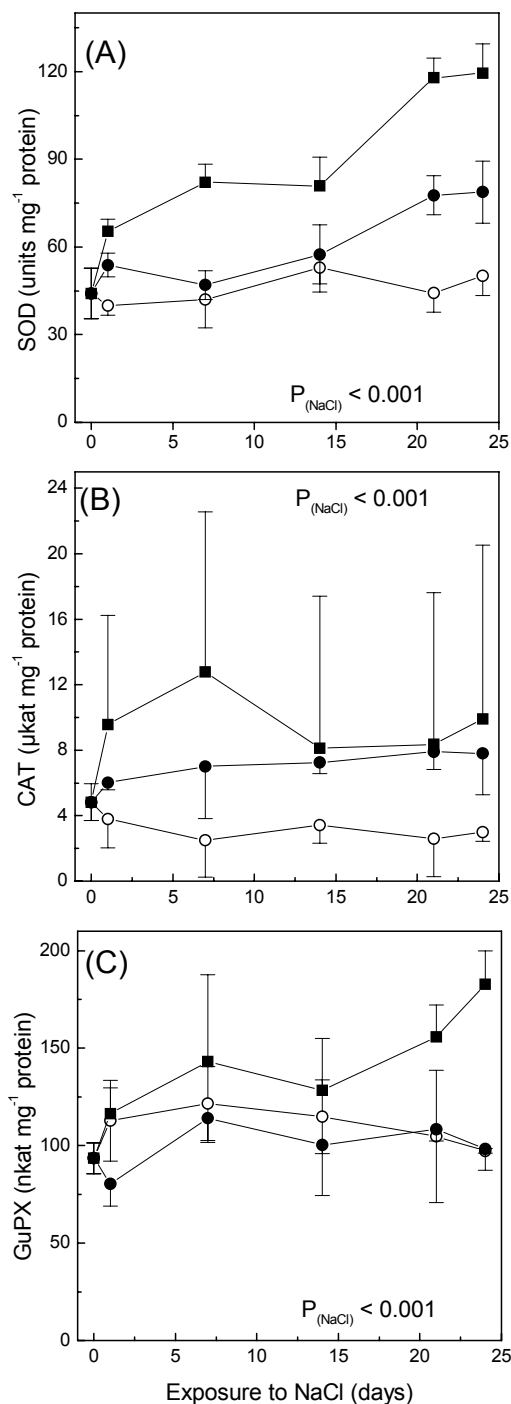 (A)
120
90
60
30
0
SOD (units mg⁻¹ protein)
P(NaCl) < 0.001
0 5 10 15 20 25
(B)
P(NaCl) < 0.001
24
20
16
12
8
4
0
CAT (µkat mg⁻¹ protein)
0 5 10 15 20 25
(C)
200
150
100
50
0
GuPX (nkat mg⁻¹ protein)
P(NaCl) < 0.001
0 5 10 15 20 25
Exposure to NaCl (days)